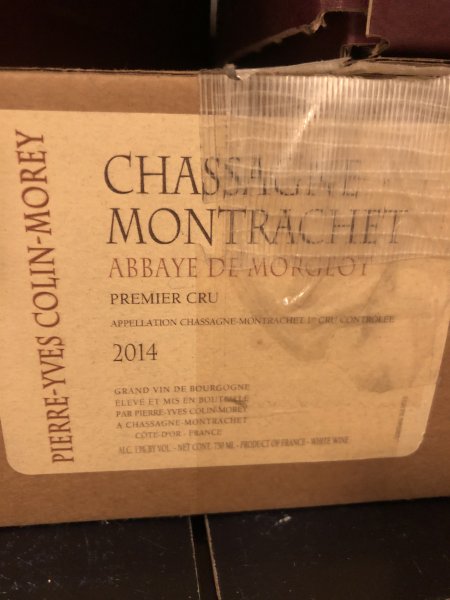 PIERRE-YVES COLIN-MOREY
CHASSAGNE
MONTRACHET
ABBAYE DE MORGEOT
PREMIER CRU
APPELLATION CHASSAGNE-MONTRACHET 1er CRU CONTRÔLÉE
2014
GRAND VIN DE BOURGOGNE
ÉLEVÉ ET MIS EN BOUTEILLE
PAR PIERRE-YVES COLIN-MOREY
A CHASSAGNE-MONTRACHET
CÔTE-D'OR - FRANCE
ALC. 13% BY VOL. - NET CONT. 750 ML - PRODUCT OF FRANCE - WHITE WINE